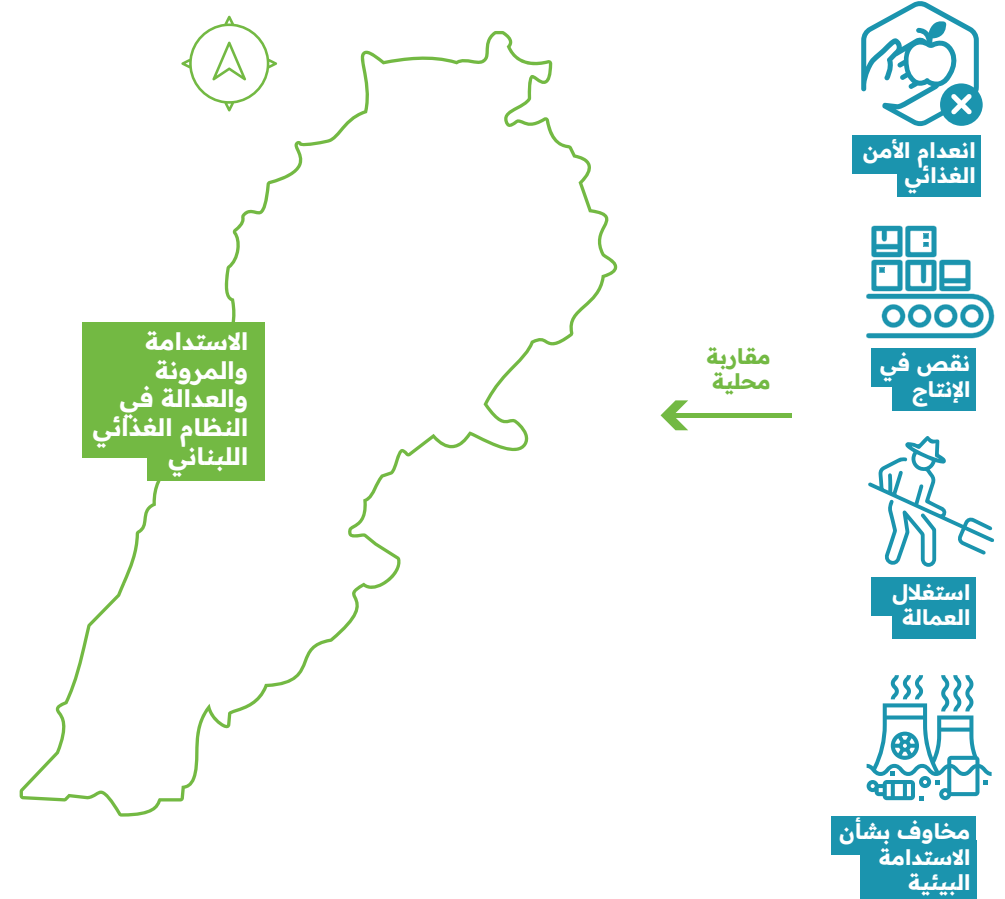 انعدام الأمن
الغذائي
نقص في
الإنتاج
استغلال
العمالة
مخاوف بشأن
الاستدامة
البيئية
مقاربة
محلية
الاستدامة
والمرونة
والعدالة في
النظام الغذائي
اللبناني